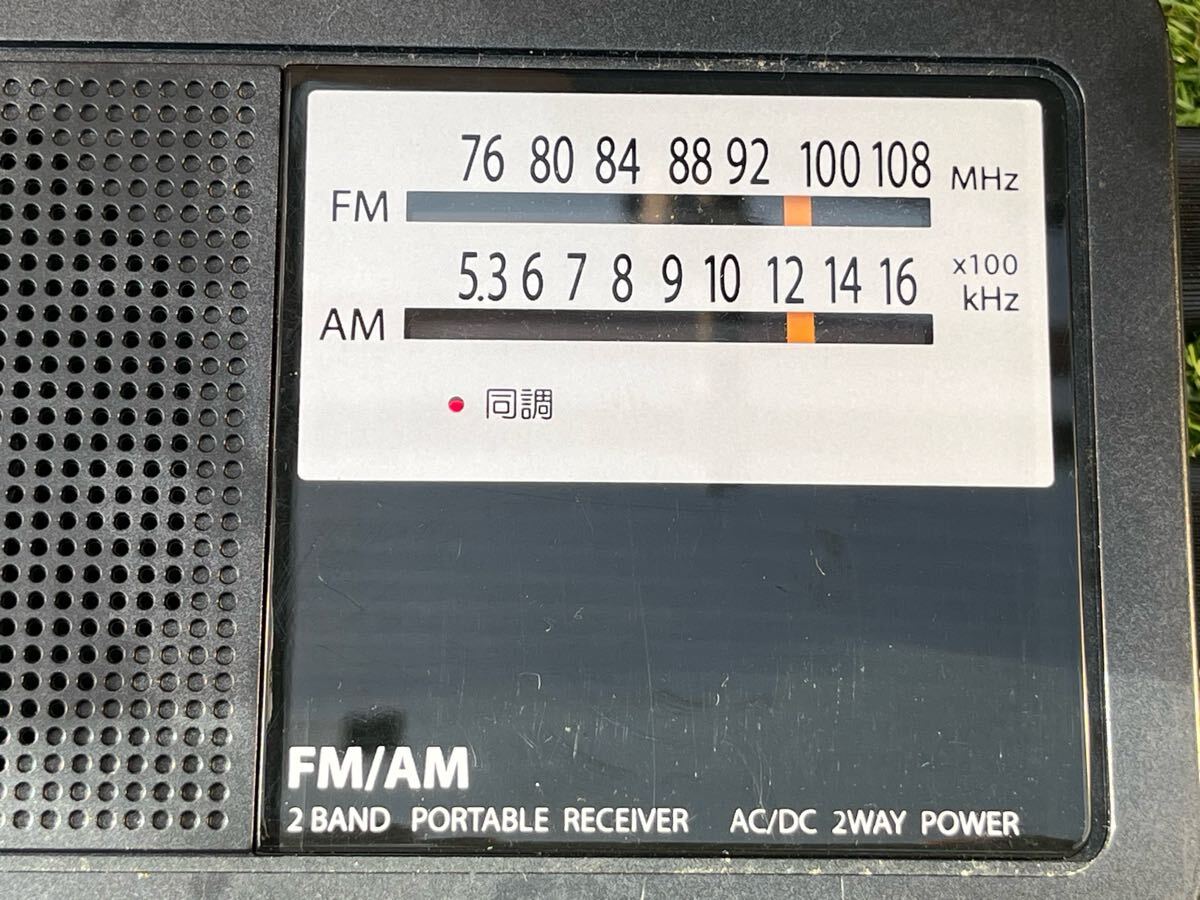 76 80 84 88 92 100 108 MHz
FM
5.3 6 7 8 9 10 12 14 16 x100 kHz
AM
同調
FM/AM
2 BAND PORTABLE RECEIVER AC/DC 2WAY POWER